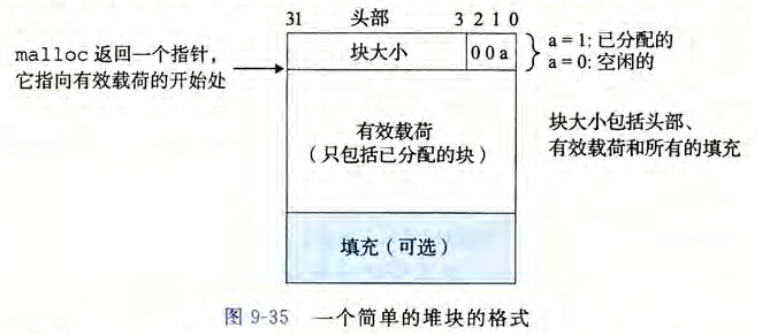 31 头部 3 2 1 0
malloc 返回一个指针，
它指向有效载荷的开始处
块大小 0 0 a
a = 1: 已分配的
a = 0: 空闲的
有效载荷
（只包括已分配的块）
块大小包括头部、
有效载荷和所有的填充
填充（可选）
图 9-35 一个简单的堆块的格式